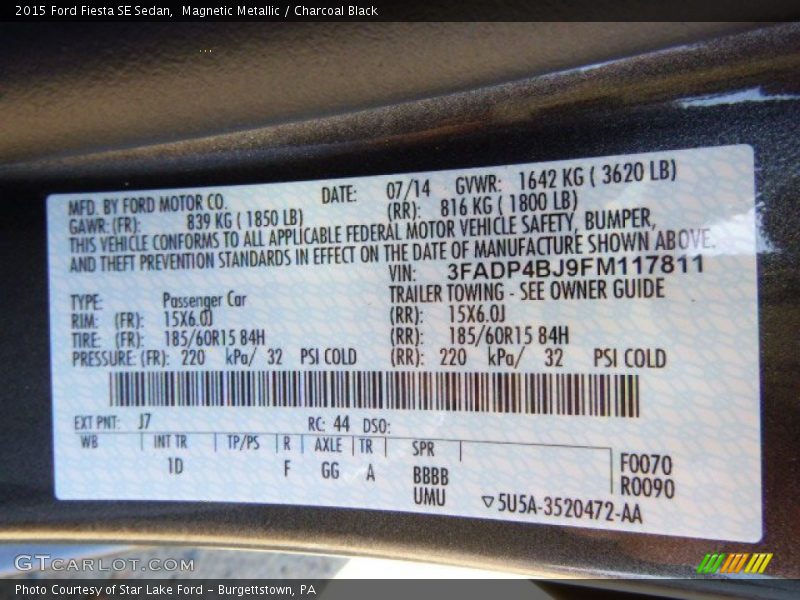 2015 Ford Fiesta SE Sedan,  Magnetic Metallic / Charcoal Black
MFD. BY FORD MOTOR CO. DATE: 07/14 GVWR: 1642 KG ( 3620 LB)
GAWR: (FR): 839 KG ( 1850 LB) (RR): 816 KG ( 1800 LB)
THIS VEHICLE CONFORMS TO ALL APPLICABLE FEDERAL MOTOR VEHICLE SAFETY, BUMPER,
AND THEFT PREVENTION STANDARDS IN EFFECT ON THE DATE OF MANUFACTURE SHOWN ABOVE.
VIN: 3FADP4BJ9FM117811
TYPE: Passenger Car TRAILER TOWING - SEE OWNER GUIDE
RIM: (FR): 15X6.0J (RR): 15X6.0J
TIRE: (FR): 185/60R15 84H (RR): 185/60R15 84H
PRESSURE: (FR): 220 kPa/ 32 PSI COLD (RR): 220 kPa/ 32 PSI COLD
EXT PNT: J7 RC: 44 DSO:
WB INT TR TP/PS R AXLE TR SPR
1D F GG A BBBB F0070
UMU R0090
▽5U5A-3520472-AA
GTCARLOT.COM
Photo Courtesy of Star Lake Ford - Burgettstown, PA